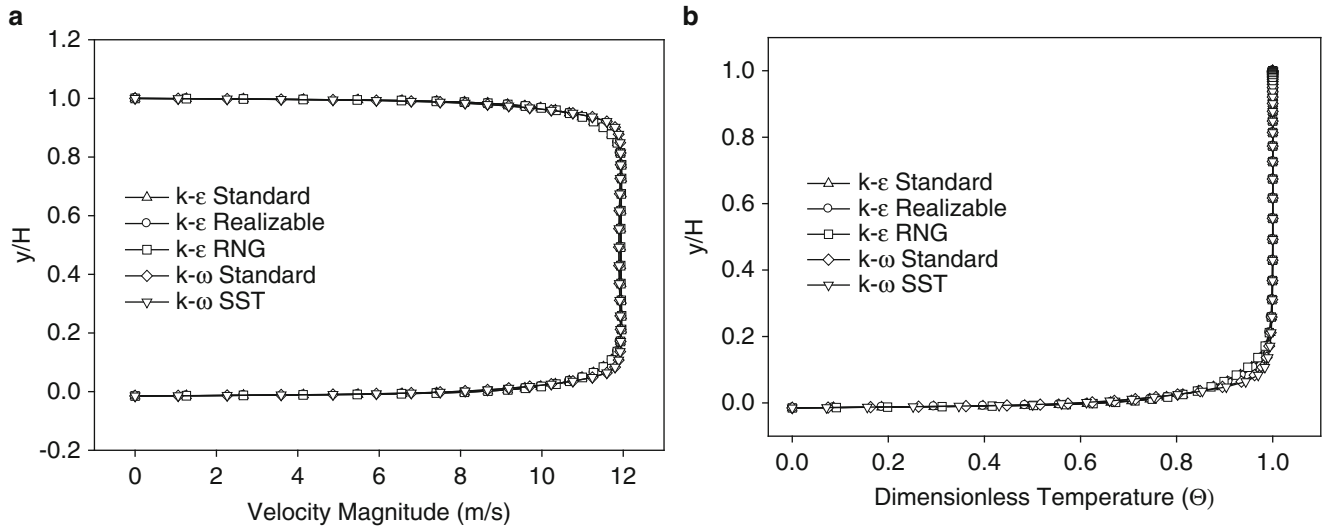 a
1.2
1.0
0.8
0.6
0.4
0.2
0.0
-0.2
y/H
k-ε Standard
k-ε Realizable
k-ε RNG
k-ω Standard
k-ω SST
0 2 4 6 8 10 12
Velocity Magnitude (m/s)
b
1.0
0.8
0.6
0.4
0.2
0.0
y/H
k-ε Standard
k-ε Realizable
k-ε RNG
k-ω Standard
k-ω SST
0.0 0.2 0.4 0.6 0.8 1.0
Dimensionless Temperature (Θ)